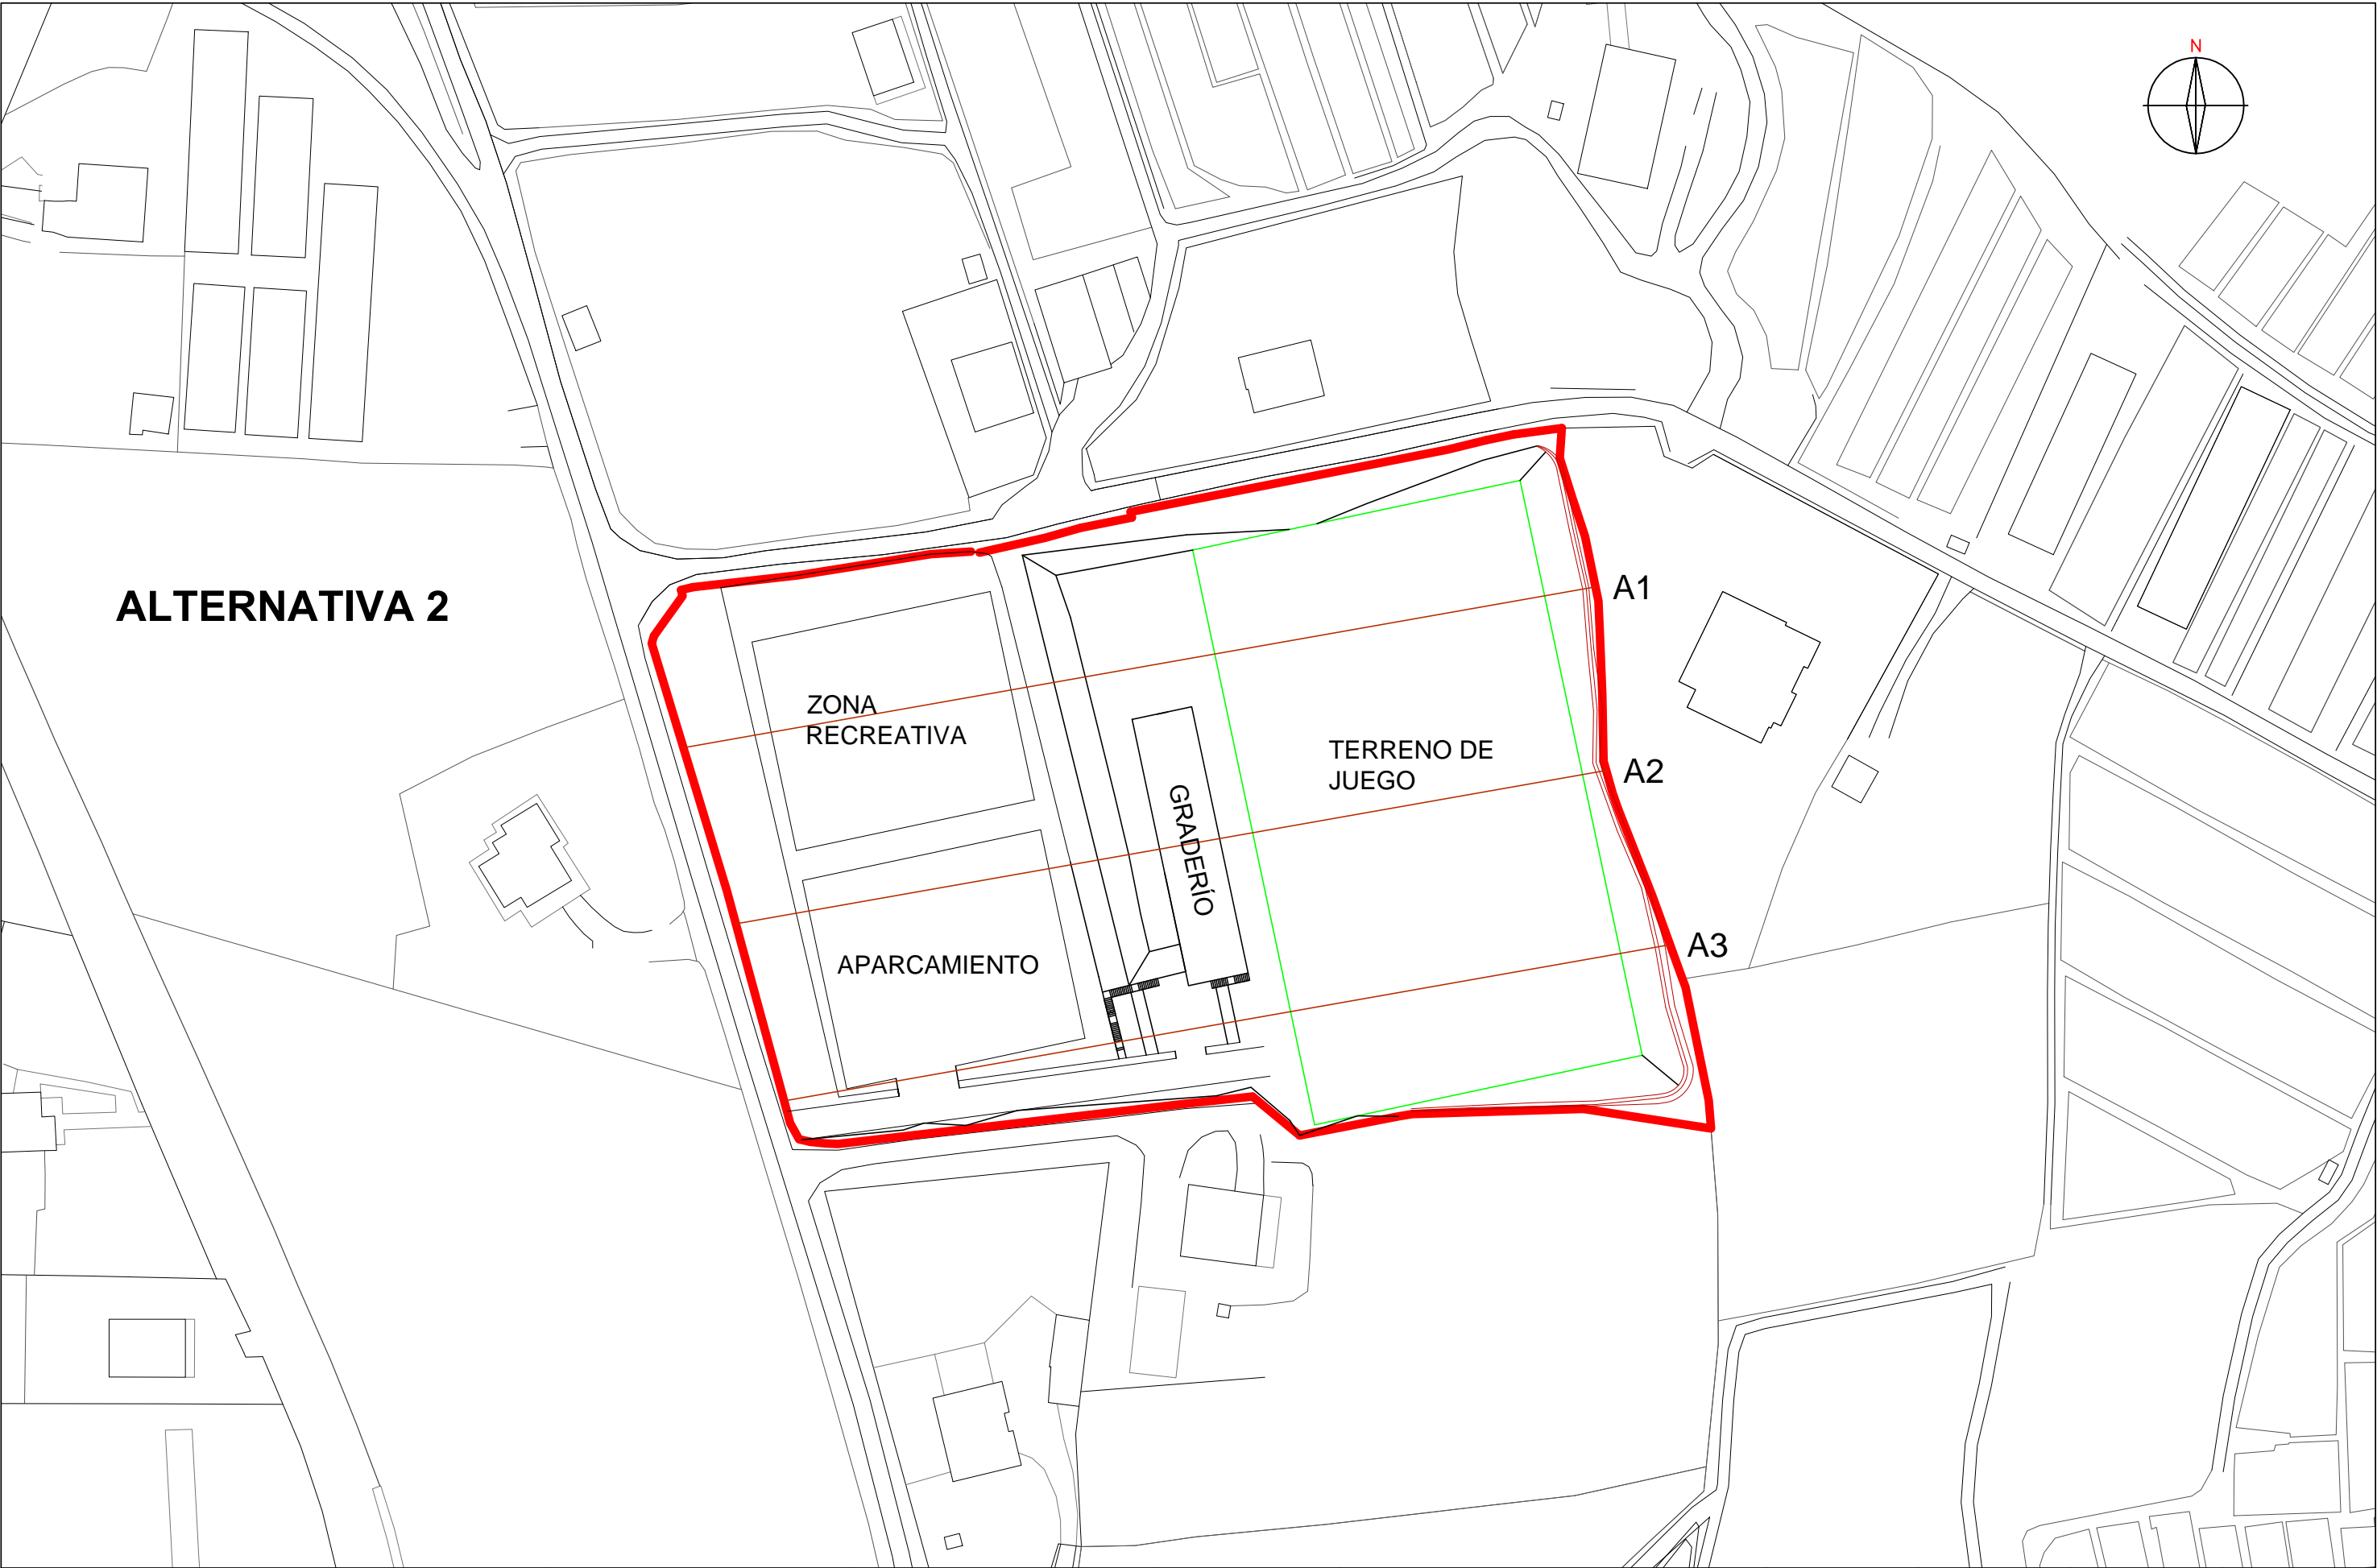 N
ALTERNATIVA 2
A1
ZONA
RECREATIVA
TERRENO DE
JUEGO
A2
GRADERÍO
A3
APARCAMIENTO